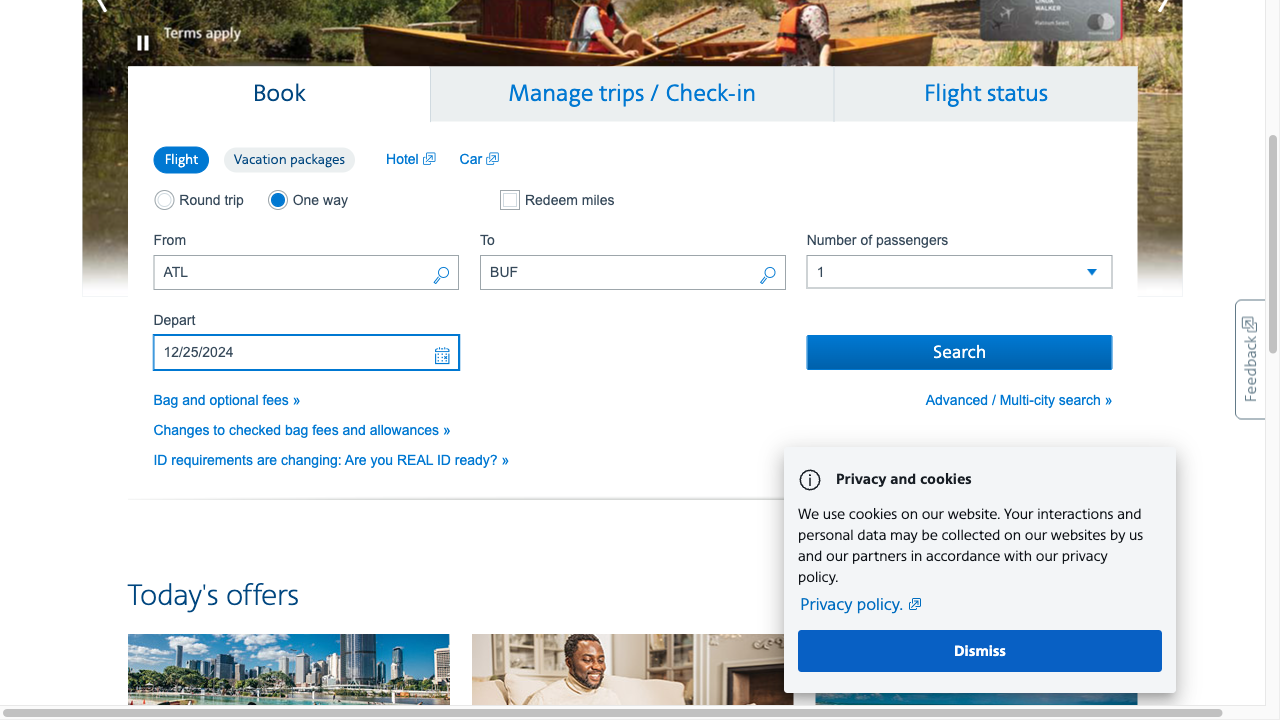 Terms apply
WALKER
Book
Manage trips / Check-in
Flight status
Flight
Vacation packages
Hotel
Car
Round trip
One way
Redeem miles
From
To
Number of passengers
ATL
BUF
1
Depart
12/25/2024
Search
Bag and optional fees »
Advanced / Multi-city search »
Changes to checked bag fees and allowances »
ID requirements are changing: Are you REAL ID ready? »
Feedback
Privacy and cookies
We use cookies on our website. Your interactions and
personal data may be collected on our websites by us
and our partners in accordance with our privacy
policy.
Privacy policy.
Dismiss
Today's offers